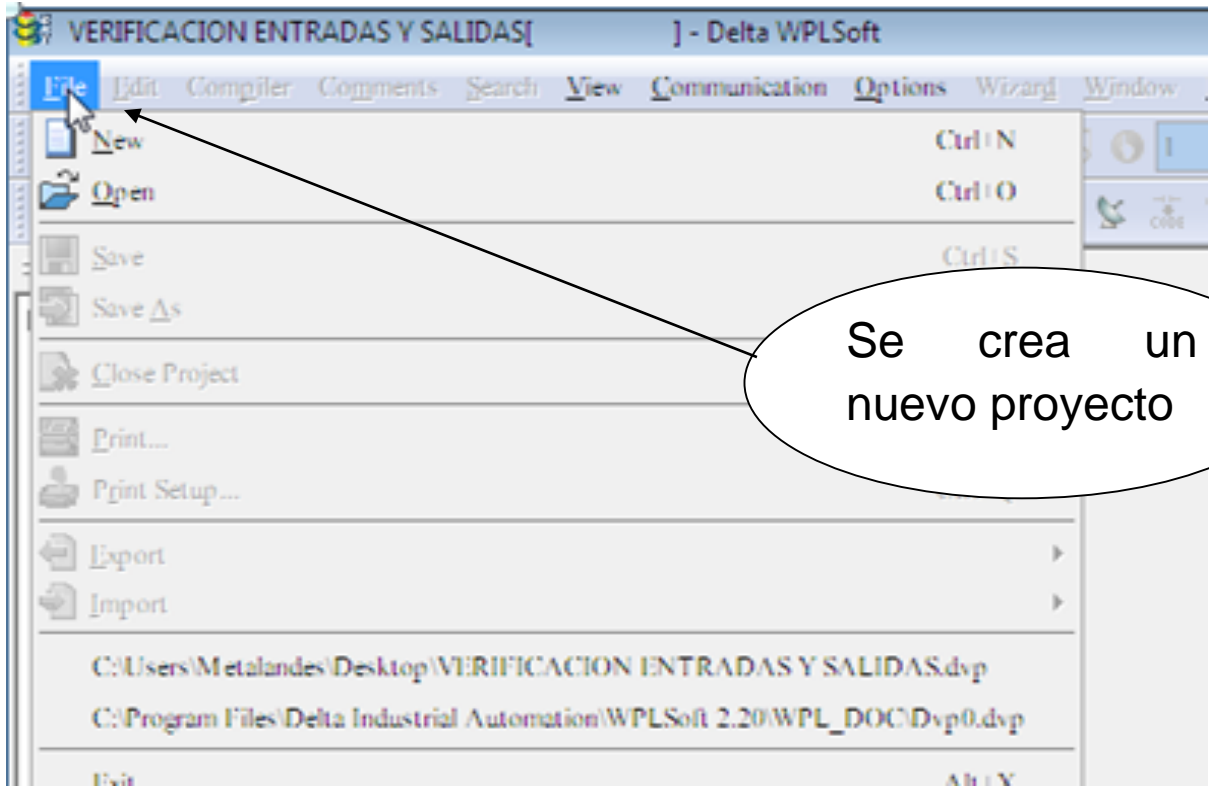 VERIFICACION ENTRADAS Y SALIDAS[ ] - Delta WPLSoft
File Edit Compiler Comments Search View Communication Options Wizard Window
New Ctrl+N
Open Ctrl+O
Save Ctrl+S
Save As
Close Project
Print...
Print Setup...
Export
Import
C:\Users\Metalandes\Desktop\VERIFICACION ENTRADAS Y SALIDAS.dvp
C:\Program Files\Delta Industrial Automation\WPLSoft 2.20\WPL_DOC\Dvp0.dvp
Exit Alt+X
1
CODE
Se crea un
nuevo proyecto